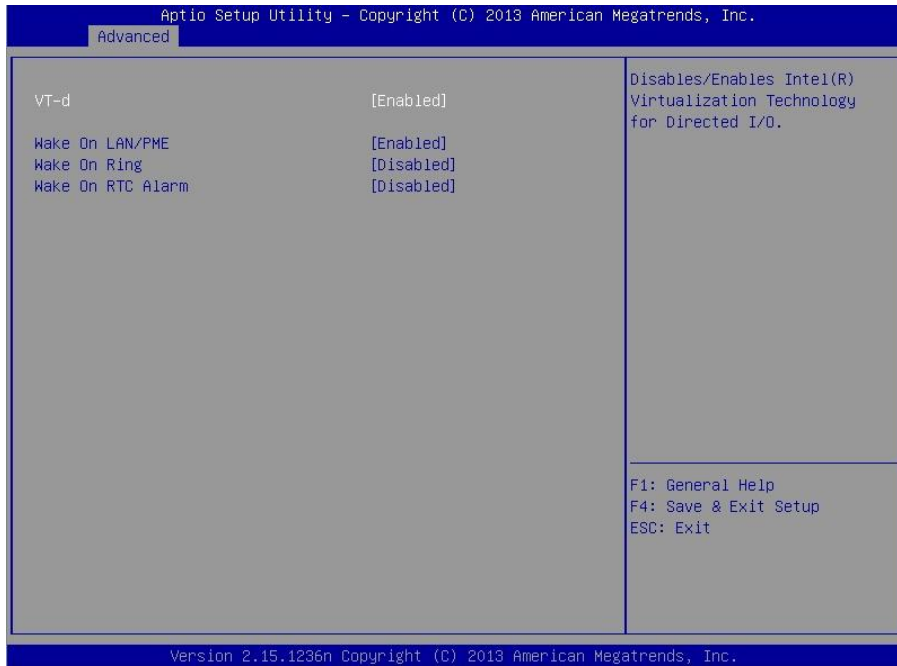 Aptio Setup Utility – Copyright (C) 2013 American Megatrends, Inc.
Advanced
VT-d [Enabled]
Wake On LAN/PME [Enabled]
Wake On Ring [Disabled]
Wake On RTC Alarm [Disabled]
Disables/Enables Intel(R)
Virtualization Technology
for Directed I/O.
F1: General Help
F4: Save & Exit Setup
ESC: Exit
Version 2.15.1236n Copyright (C) 2013 American Megatrends, Inc.